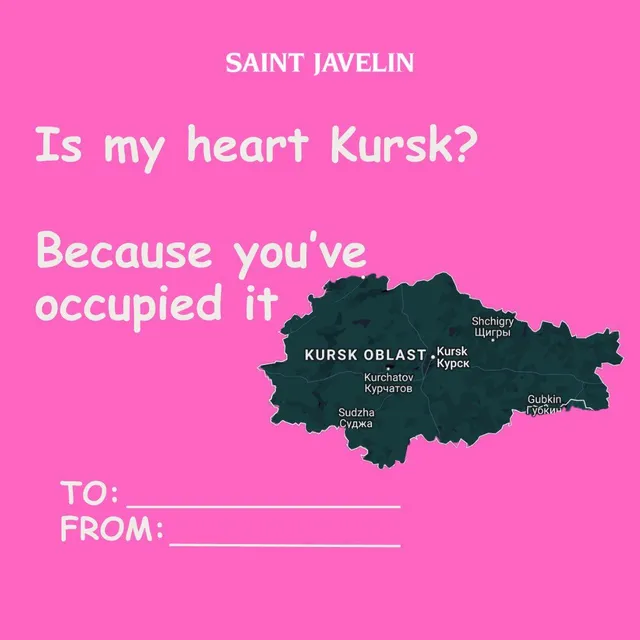 SAINT JAVELIN
Is my heart Kursk?
Because you've
occupied it
Shchigry
Щигры
KURSK OBLAST
Kursk
Курск
Kurchatov
Курчатов
Gubkin
Губкин
Sudzha
Суджа
TO:
FROM: